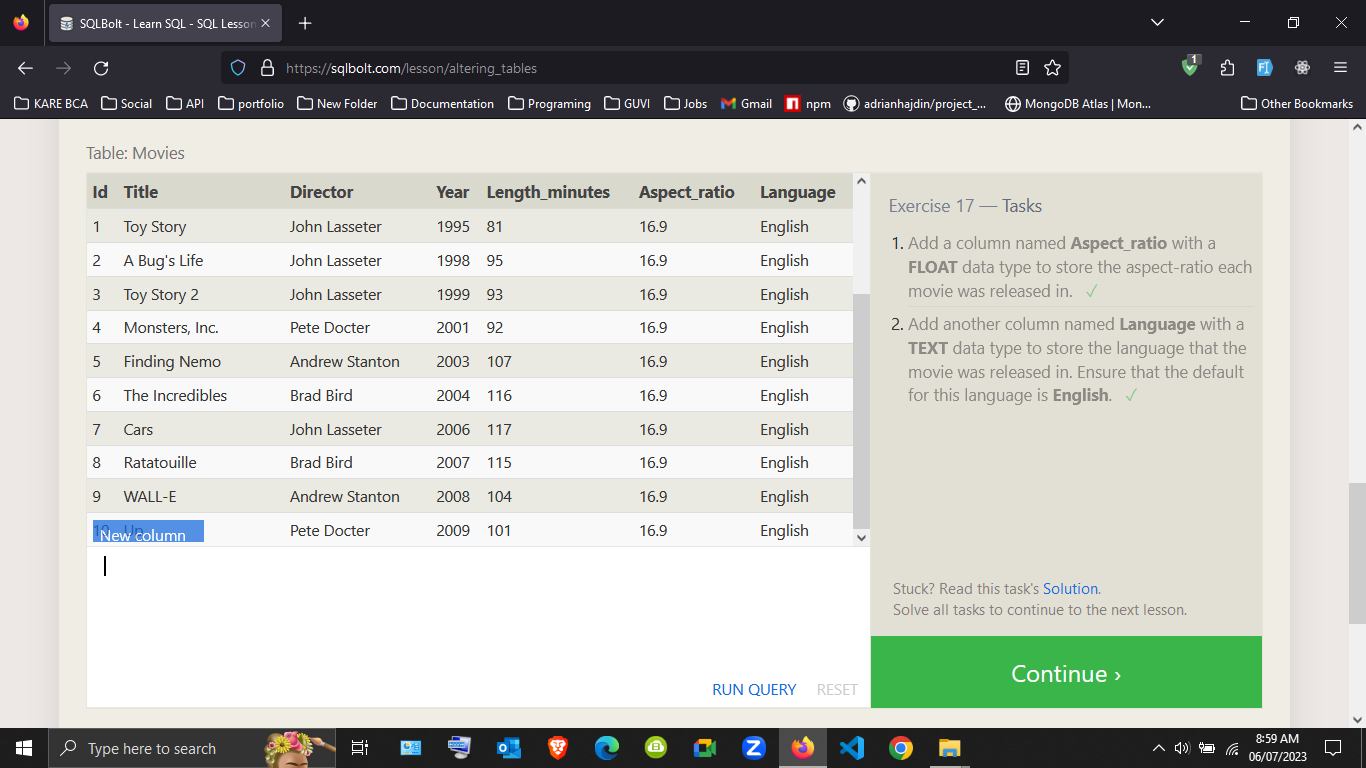 SQLBolt - Learn SQL - SQL Lesson
https://sqlbolt.com/lesson/altering_tables
1
KARE BCA Social API portfolio New Folder Documentation Programing GUVI Jobs Gmail npm adrianhajdin/project_... MongoDB Atlas | Mon... Other Bookmarks
Table: Movies
Id Title Director Year Length_minutes Aspect_ratio Language
1 Toy Story John Lasseter 1995 81 16.9 English
2 A Bug's Life John Lasseter 1998 95 16.9 English
3 Toy Story 2 John Lasseter 1999 93 16.9 English
4 Monsters, Inc. Pete Docter 2001 92 16.9 English
5 Finding Nemo Andrew Stanton 2003 107 16.9 English
6 The Incredibles Brad Bird 2004 116 16.9 English
7 Cars John Lasseter 2006 117 16.9 English
8 Ratatouille Brad Bird 2007 115 16.9 English
9 WALL-E Andrew Stanton 2008 104 16.9 English
10 Up Pete Docter 2009 101 16.9 English
New column
RUN QUERY RESET
Exercise 17 — Tasks
1. Add a column named Aspect_ratio with a
FLOAT data type to store the aspect-ratio each
movie was released in. ✓
2. Add another column named Language with a
TEXT data type to store the language that the
movie was released in. Ensure that the default
for this language is English. ✓
Stuck? Read this task's Solution.
Solve all tasks to continue to the next lesson.
Continue ›
Type here to search
8:59 AM
06/07/2023